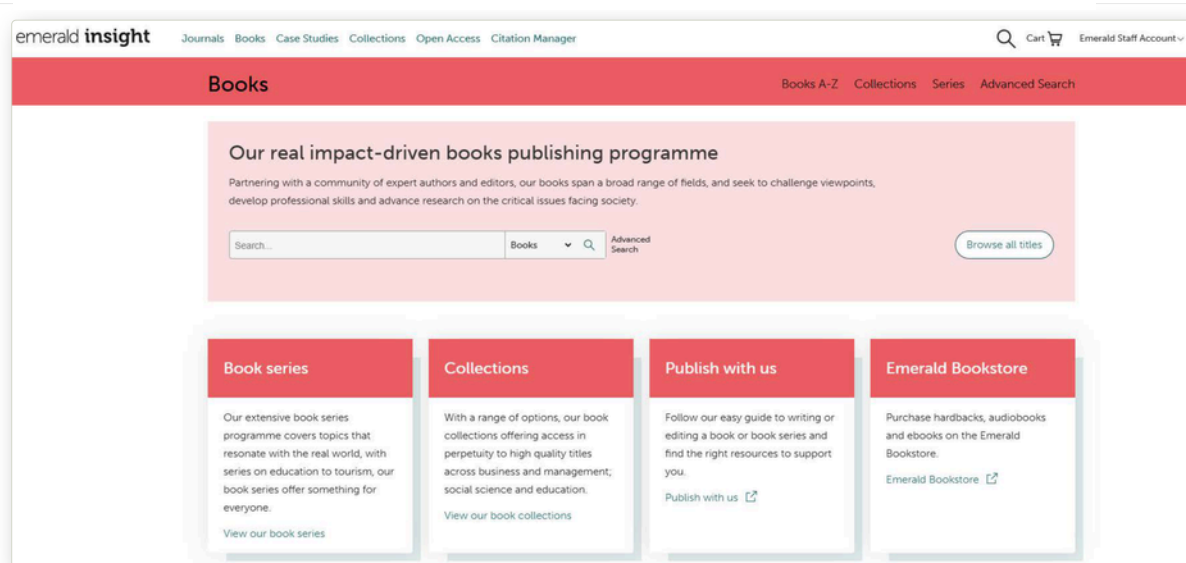 emerald insight Journals Books Case Studies Collections Open Access Citation Manager Cart Emerald Staff Account
Books Books A-Z Collections Series Advanced Search
Our real impact-driven books publishing programme
Partnering with a community of expert authors and editors, our books span a broad range of fields, and seek to challenge viewpoints,
develop professional skills and advance research on the critical issues facing society.
Search... Books Advanced
Search
Browse all titles
Book series
Our extensive book series
programme covers topics that
resonate with the real world, with
series on education to tourism, our
book series offer something for
everyone.
View our book series
Collections
With a range of options, our book
collections offering access in
perpetuity to high quality titles
across business and management;
social science and education.
View our book collections
Publish with us
Follow our easy guide to writing or
editing a book or book series and
find the right resources to support
you.
Publish with us
Emerald Bookstore
Purchase hardbacks, audiobooks
and ebooks on the Emerald
Bookstore.
Emerald Bookstore